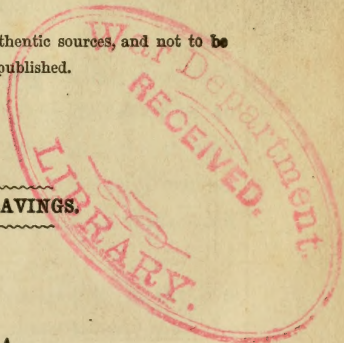 thentic sources, and not to be
published.
War Department
RECEIVED.
LIBRARY.
AVINGS.